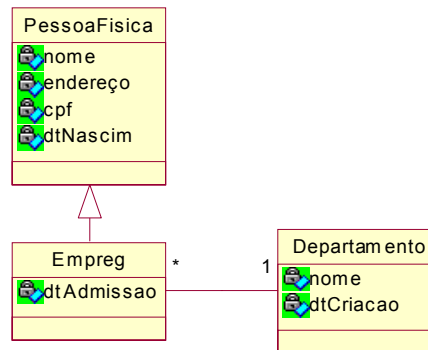 PessoaFisica
nome
endereço
cpf
dtNascim
Empreg
dtAdmissao
*
1
Departamento
nome
dtCriacao